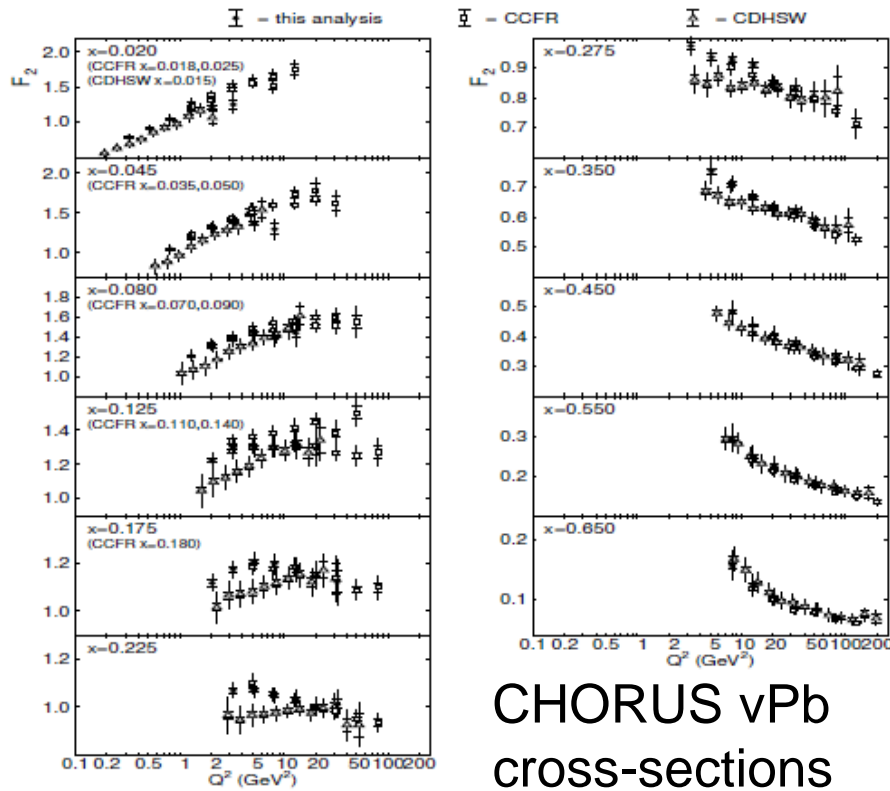 – this analysis – CCFR – CDHSW
F2
x=0.020
(CCFR x=0.018,0.025)
(CDHSW x=0.015)
2.0
1.5
1.0
x=0.045
(CCFR x=0.035,0.050)
2.0
1.5
1.0
x=0.080
(CCFR x=0.070,0.090)
1.8
1.6
1.4
1.2
1.0
x=0.125
(CCFR x=0.110,0.140)
1.4
1.2
1.0
x=0.175
(CCFR x=0.180)
1.2
1.0
x=0.225
1.2
1.0
0.1 0.2 0.5 1 2 5 10 20 50 100 200
Q² (GeV²)
F2
x=0.275
0.9
0.8
0.7
x=0.350
0.7
0.6
0.5
x=0.450
0.5
0.4
0.3
x=0.550
0.3
0.2
x=0.650
0.2
0.1
0.1 0.2 0.5 1 2 5 10 20 50 100 200
Q² (GeV²)
CHORUS νPb
cross-sections